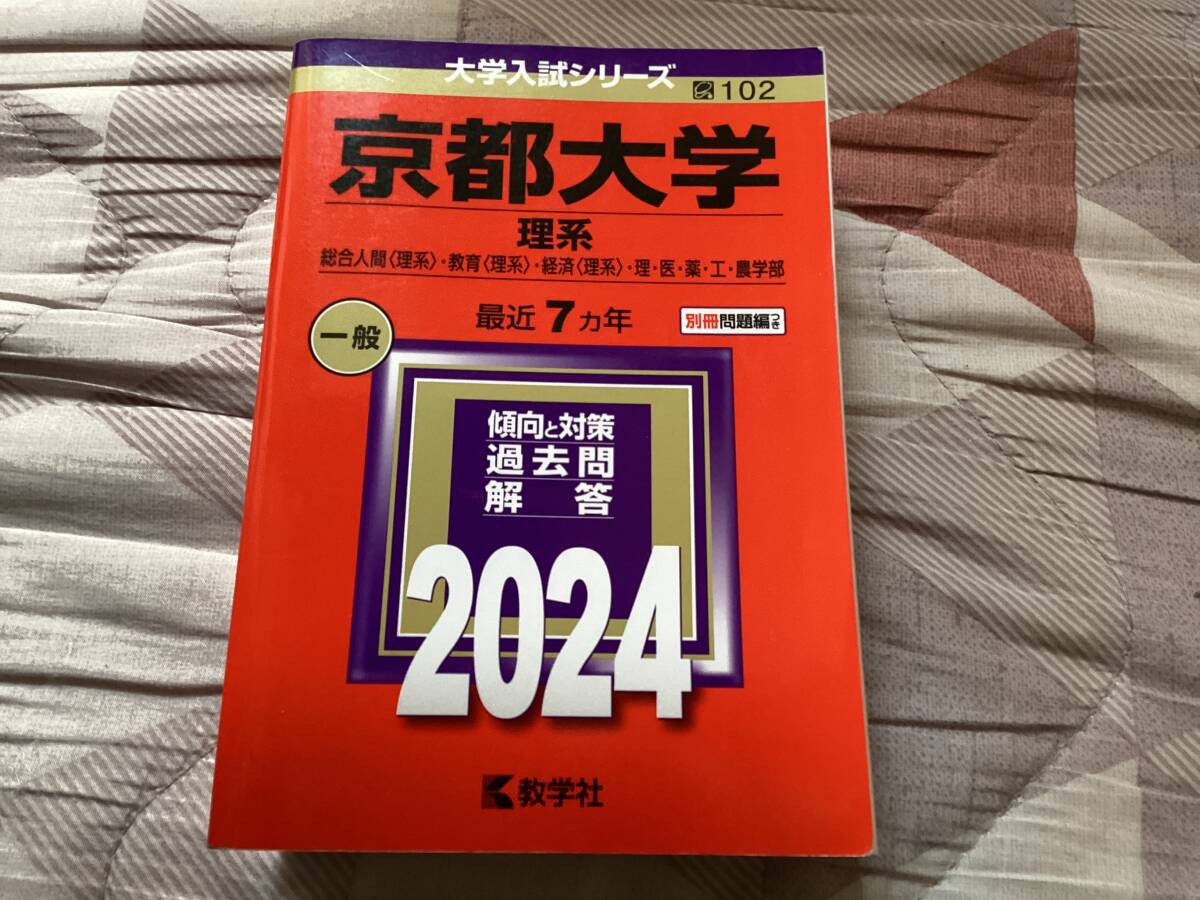 大学入試シリーズ
102
京都大学
理系
総合人間〈理系〉・教育〈理系〉・経済〈理系〉・理・医・薬・工・農学部
最近7カ年
別冊問題編つき
一般
傾向と対策
過去問
解答
2024
教学社